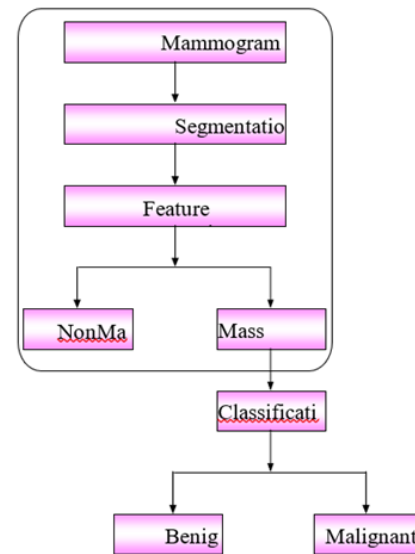 Mammogram
Segmentatio
Feature
NonMa
Mass
Classificati
Benig
Malignant